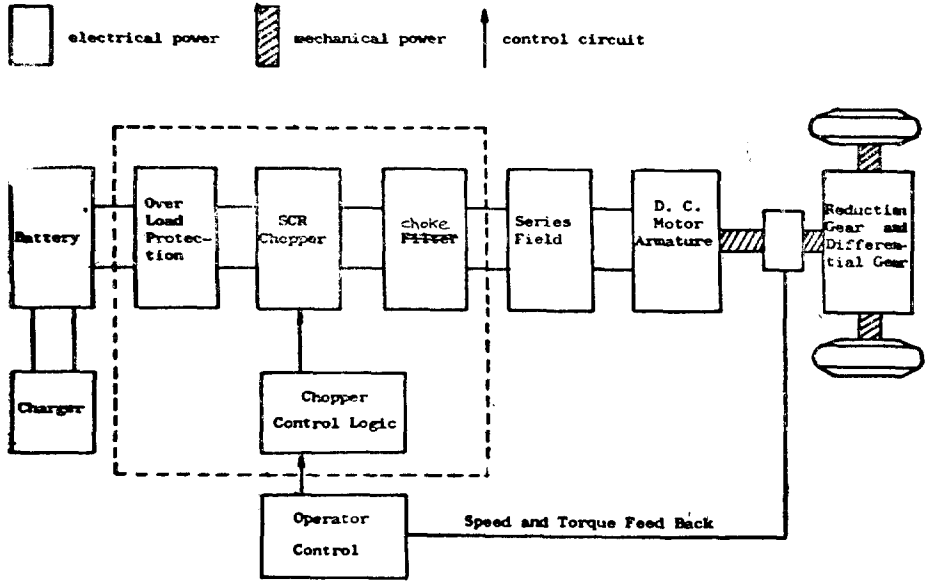 electrical power
mechanical power
control circuit
Battery
Over
Load
Protec-
tion
SCR
Chopper
choke
Filter
Series
Field
D. C.
Motor
Armature
Reduction
Gear and
Differen-
tial Gear
Charger
Chopper
Control Logic
Operator
Control
Speed and Torque Feed Back